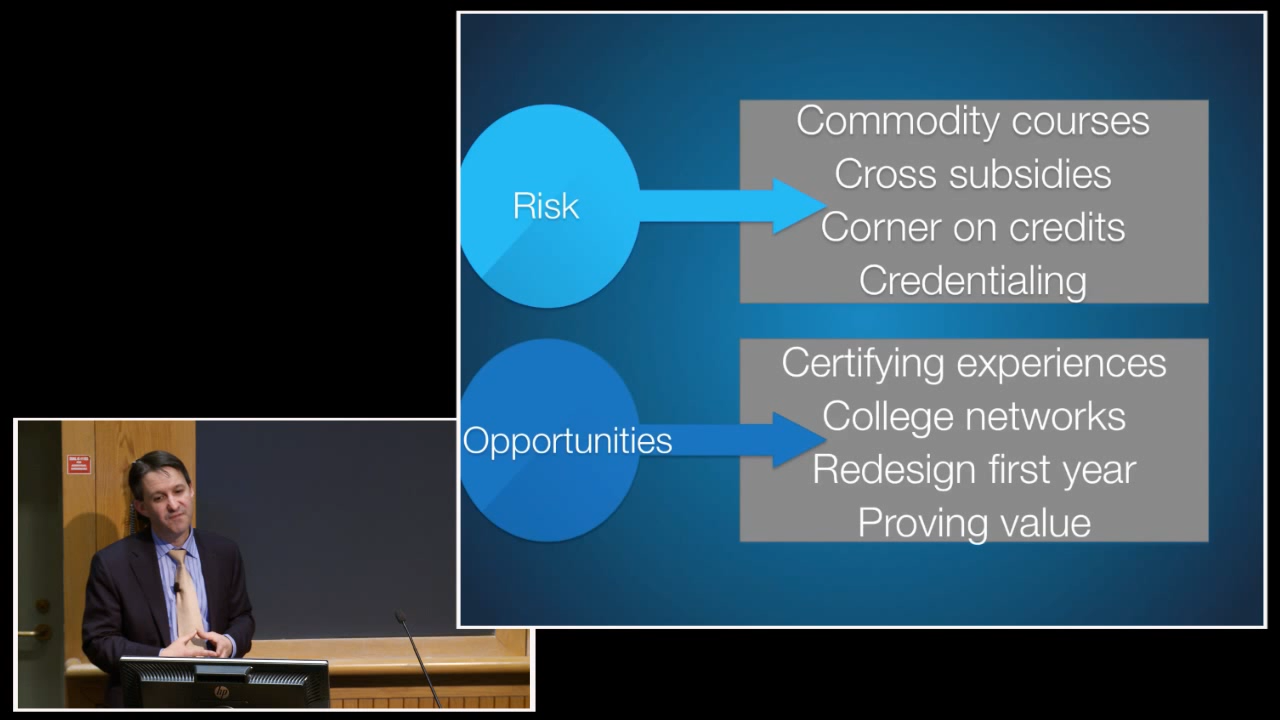 Risk
Commodity courses
Cross subsidies
Corner on credits
Credentialing
Opportunities
Certifying experiences
College networks
Redesign first year
Proving value
hp